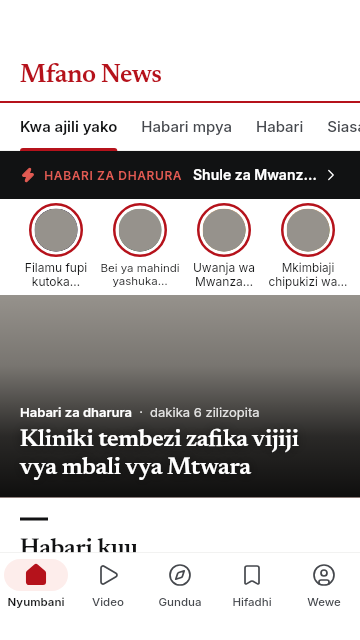 Mfano News
Kwa ajili yako Habari mpya Habari Siasa
HABARI ZA DHARURA Shule za Mwanz...
Filamu fupi kutoka...
Bei ya mahindi yashuka...
Uwanja wa Mwanza...
Mkimbiaji chipukizi wa...
Habari za dharura · dakika 6 zilizopita
Kliniki tembezi zafika vijiji
vya mbali vya Mtwara
Habari kuu
Nyumbani Video Gundua Hifadhi Wewe